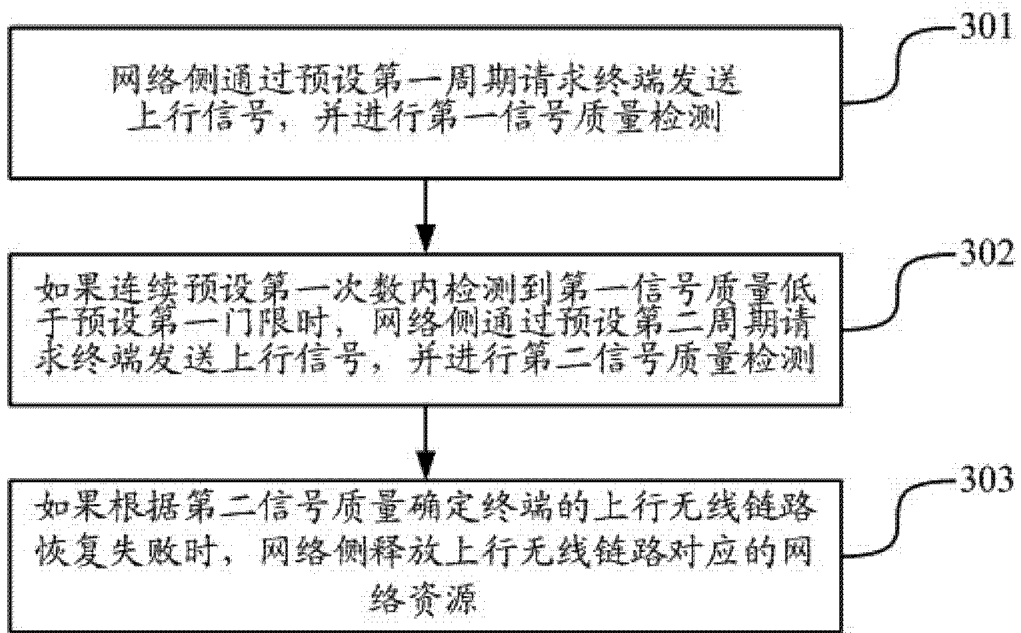 301
网络侧通过预设第一周期请求终端发送
上行信号，并进行第一信号质量检测
302
如果连续预设第一次数内检测到第一信号质量低
于预设第一门限时，网络侧通过预设第二周期请
求终端发送上行信号，并进行第二信号质量检测
303
如果根据第二信号质量确定终端的上行无线链路
恢复失败时，网络侧释放上行无线链路对应的网
络资源